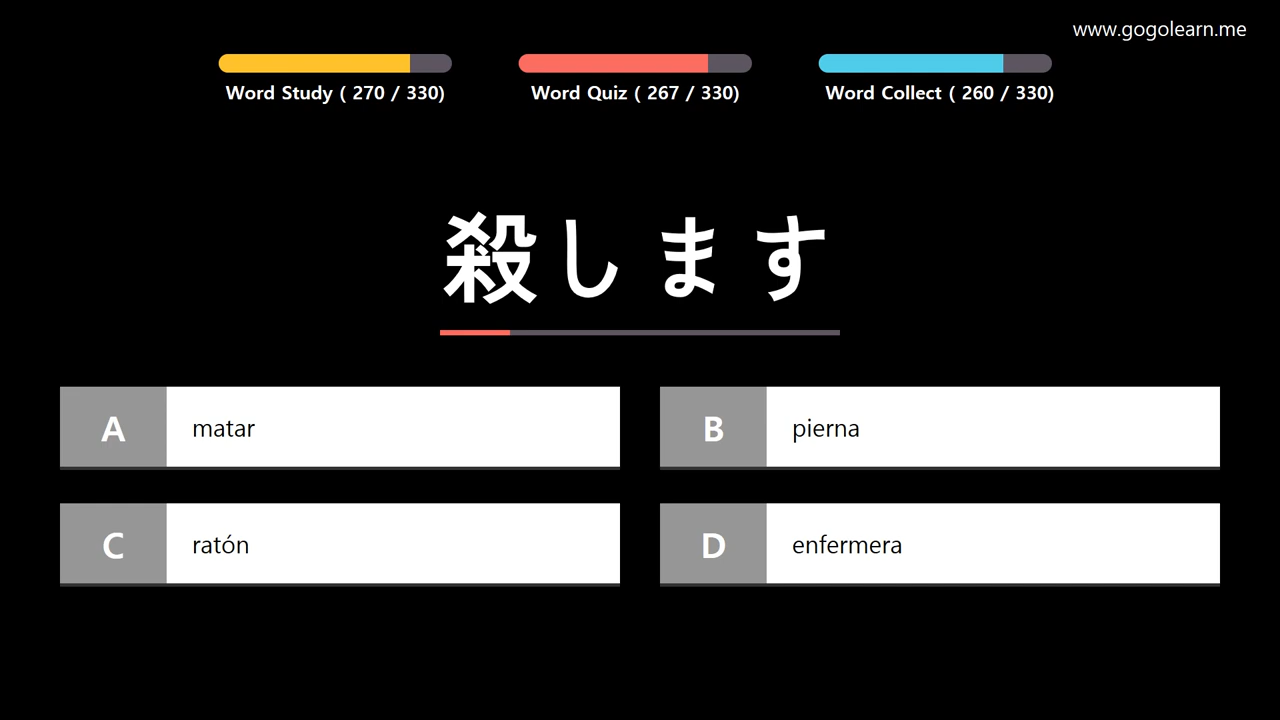 www.gogolearn.me
Word Study ( 270 / 330)
Word Quiz ( 267 / 330)
Word Collect ( 260 / 330)
殺します
A matar
B pierna
C ratón
D enfermera